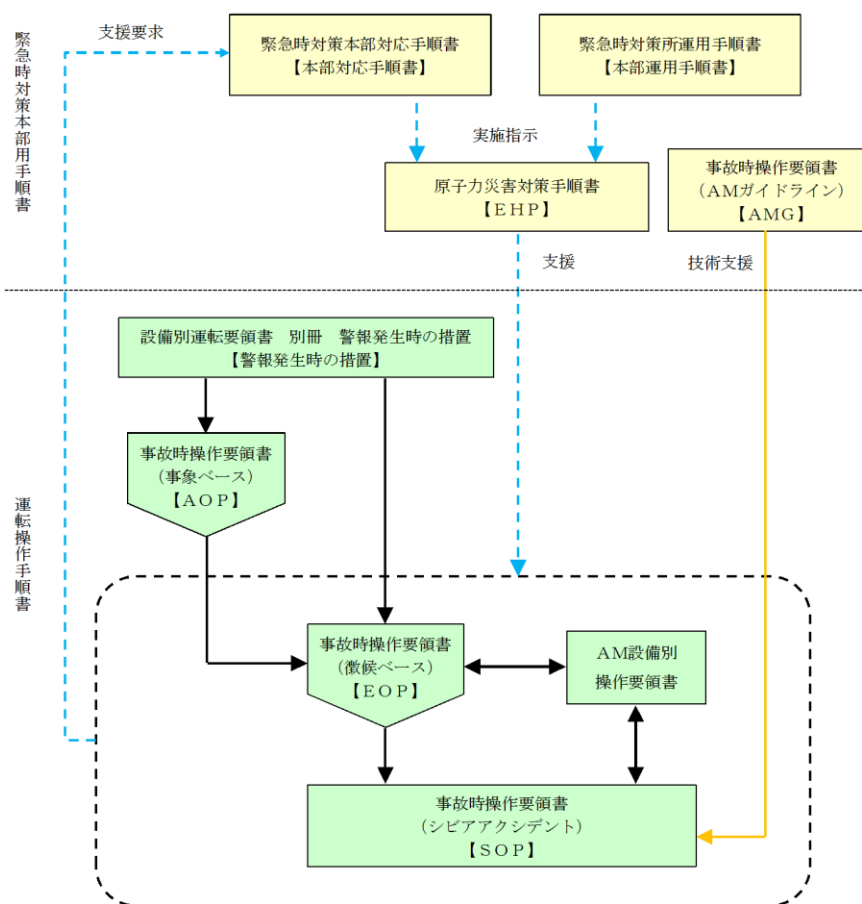 緊急時対策本部用手順書
支援要求
緊急時対策本部対応手順書
【本部対応手順書】
緊急時対策所運用手順書
【本部運用手順書】
実施指示
原子力災害対策手順書
【ＥＨＰ】
事故時操作要領書
（ＡＭガイドライン）
【ＡＭＧ】
支援
技術支援
運転操作手順書
設備別運転要領書　別冊　警報発生時の措置
【警報発生時の措置】
事故時操作要領書
（事象ベース）
【ＡＯＰ】
事故時操作要領書
（徴候ベース）
【ＥＯＰ】
ＡＭ設備別
操作要領書
事故時操作要領書
（シビアアクシデント）
【ＳＯＰ】